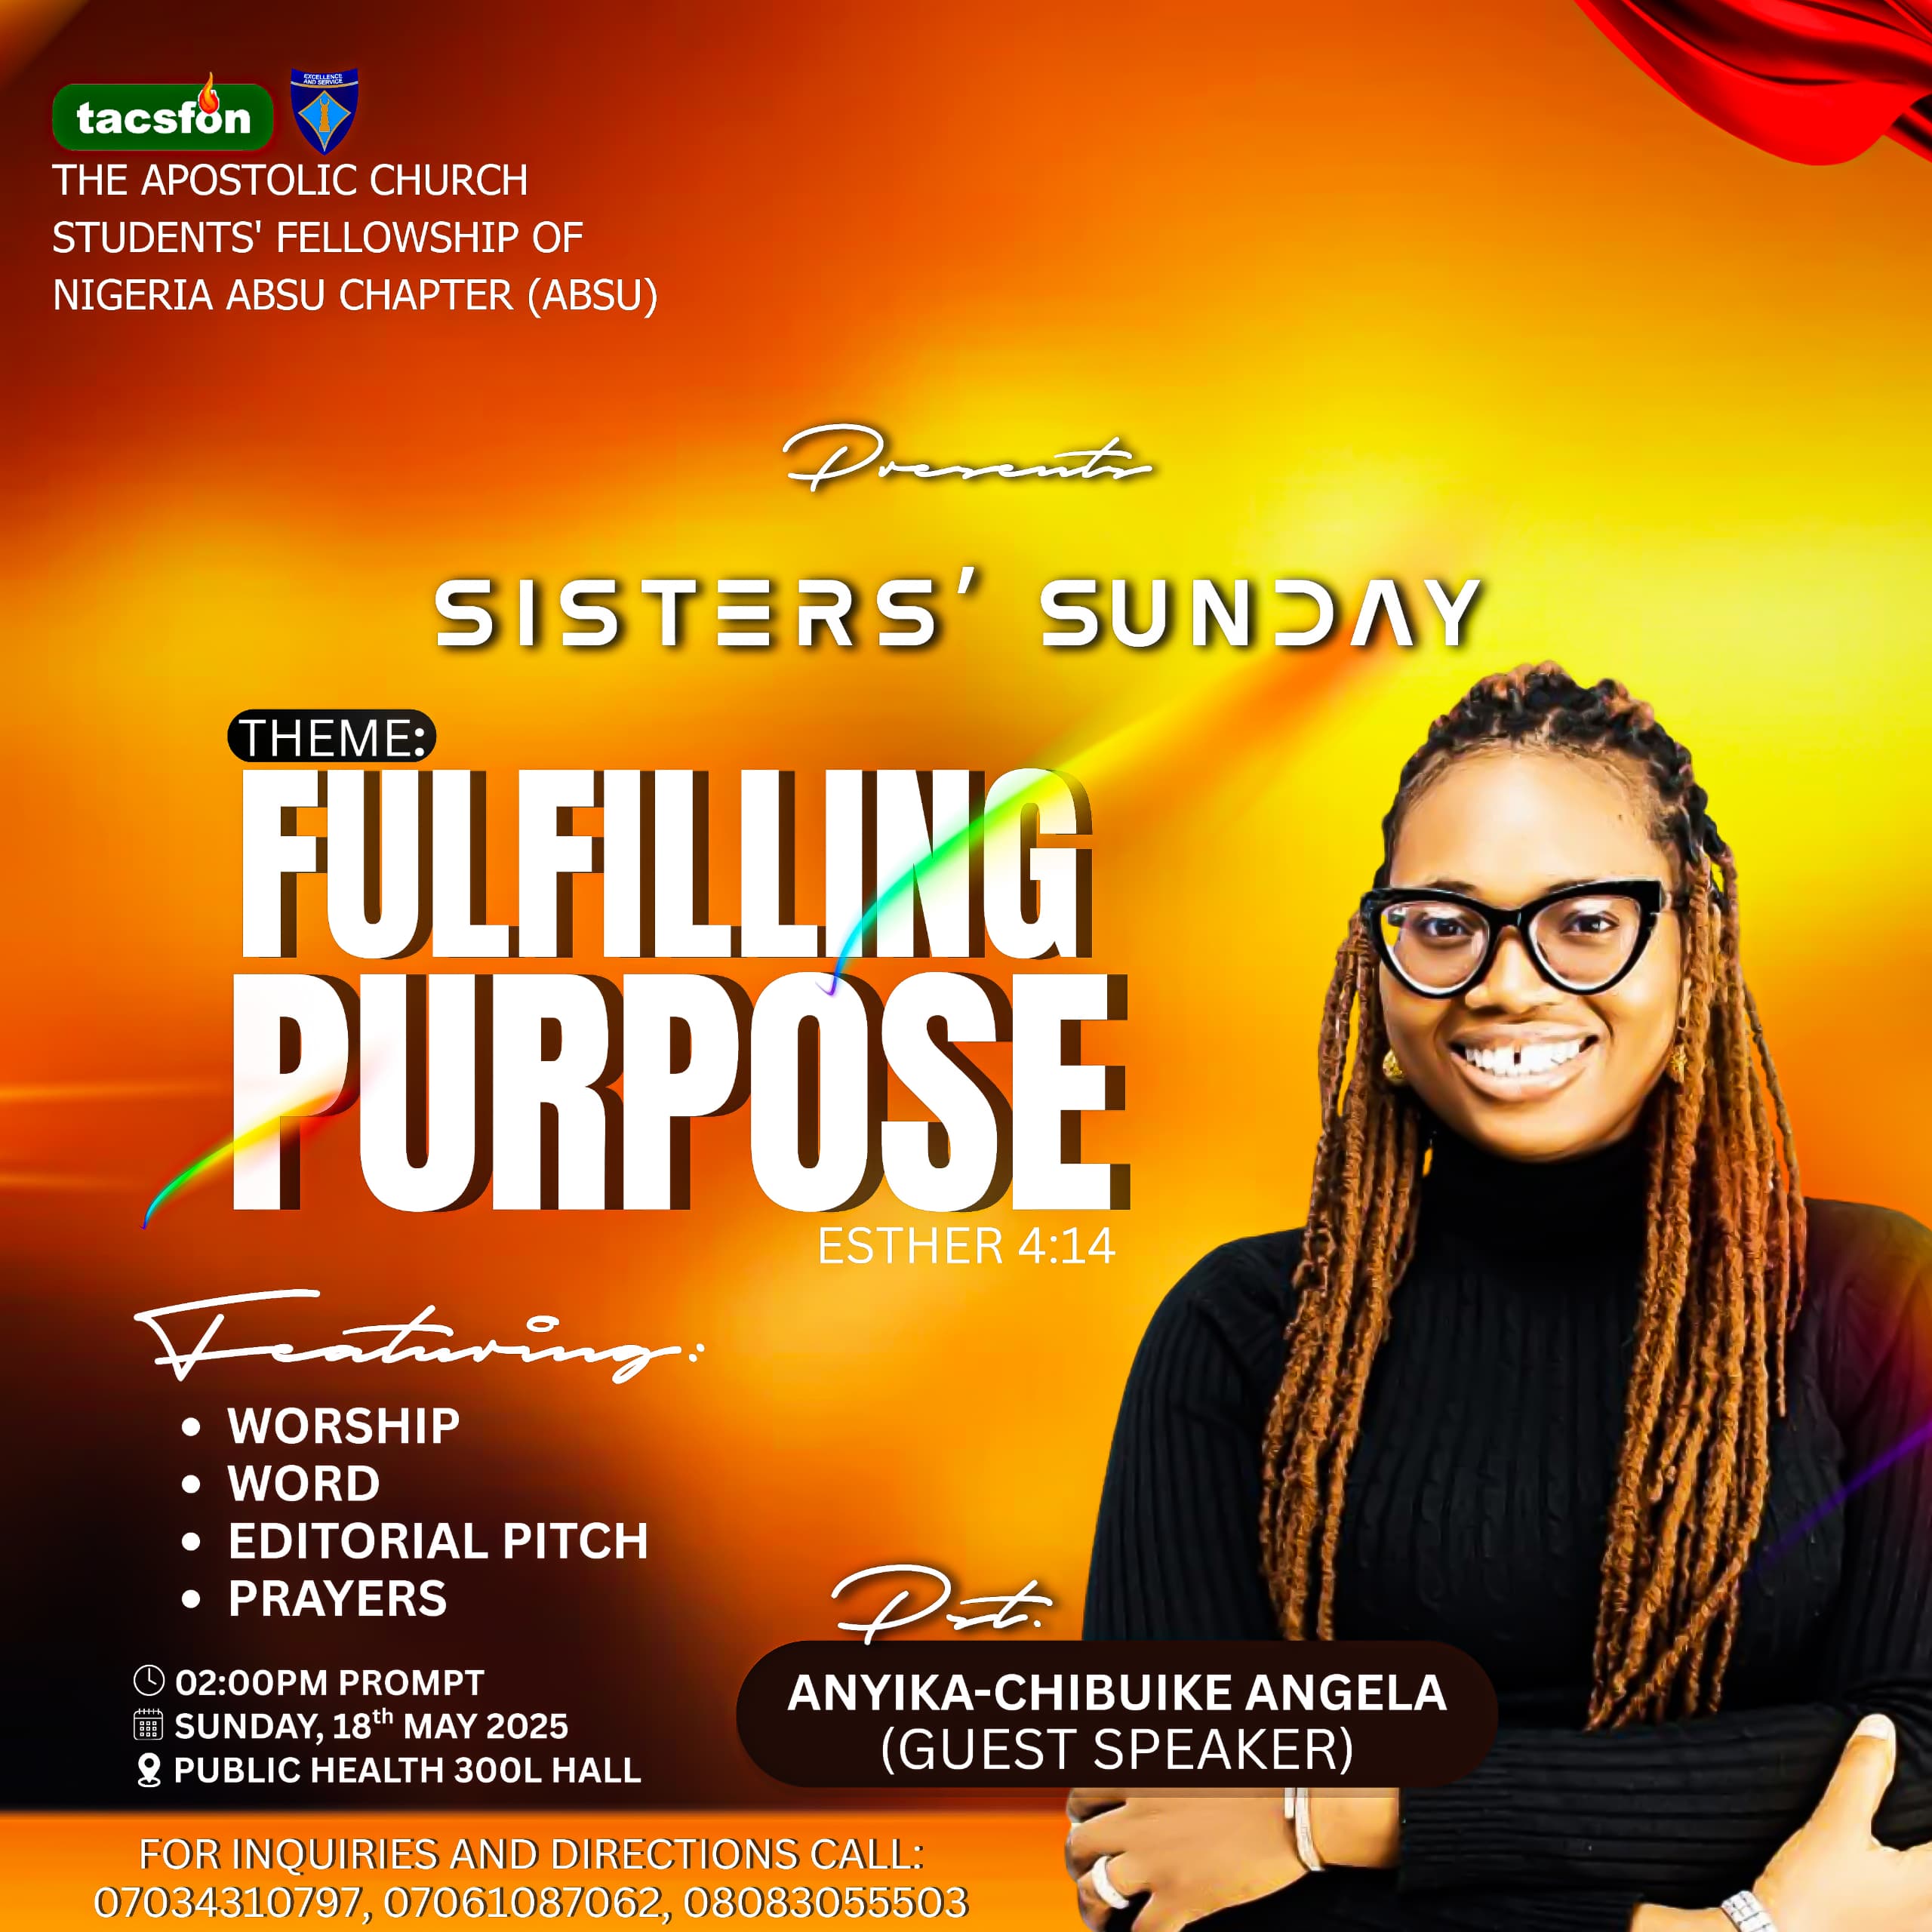 tacsfon
EXCELLENCE
AND SERVICE
THE APOSTOLIC CHURCH
STUDENTS' FELLOWSHIP OF
NIGERIA ABSU CHAPTER (ABSU)
Presents
SISTERS' SUNDAY
THEME:
FULFILLING
PURPOSE
ESTHER 4:14
Featuring:
• WORSHIP
• WORD
• EDITORIAL PITCH
• PRAYERS
02:00PM PROMPT
SUNDAY, 18th MAY 2025
PUBLIC HEALTH 300L HALL
Pst.
ANYIKA-CHIBUIKE ANGELA
(GUEST SPEAKER)
FOR INQUIRIES AND DIRECTIONS CALL:
07034310797, 07061087062, 08083055503